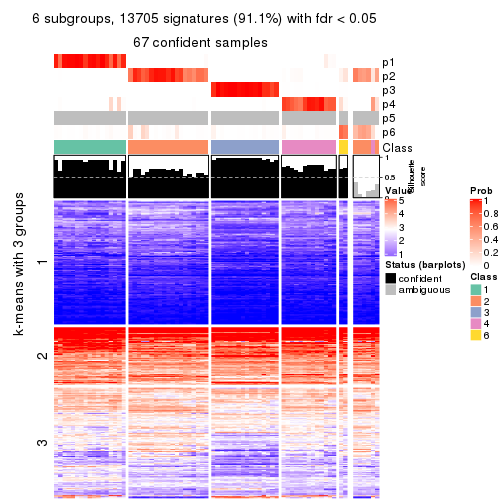 6 subgroups, 13705 signatures (91.1%) with fdr < 0.05
67 confident samples
p1
p2
p3
p4
p5
p6
Class
1
0.5
0
Silhouette
score
k-means with 3 groups
1
2
3
Value
5
4
3
2
1
Status (barplots)
confident
ambiguous
Prob
1
0.8
0.6
0.4
0.2
0
Class
1
2
3
4
6